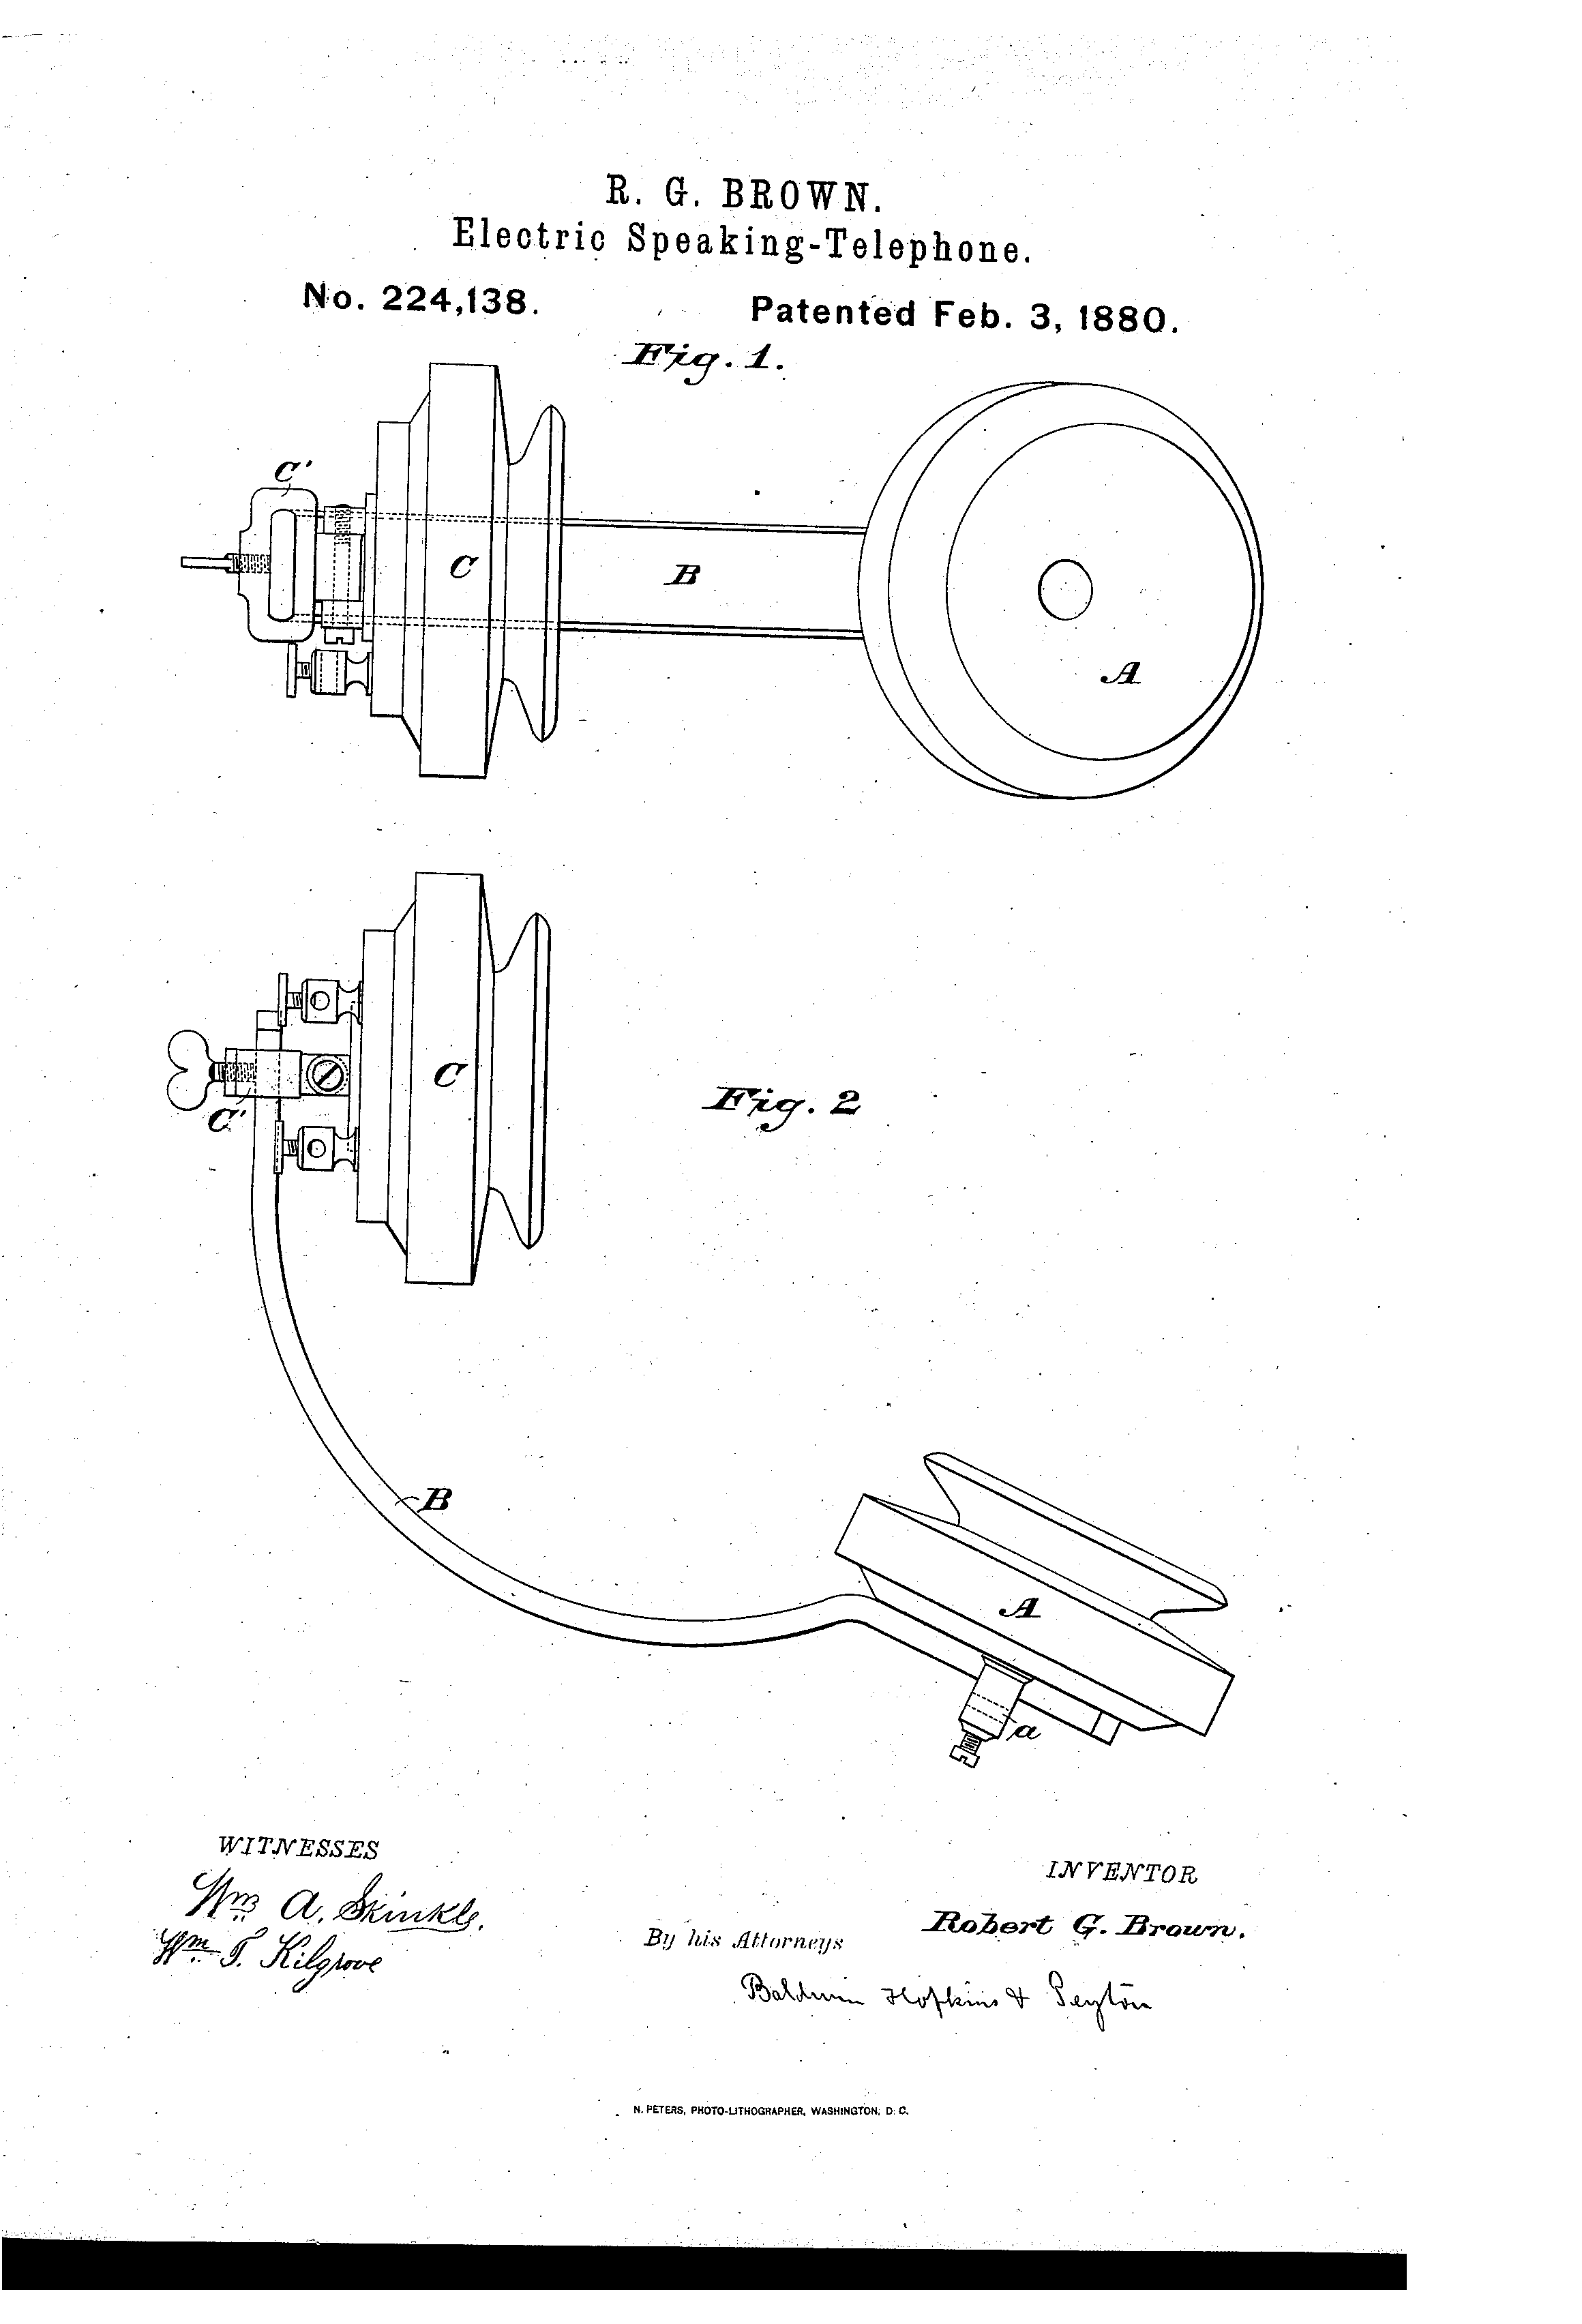 R. G. BROWN.
Electric Speaking-Telephone.
No. 224,138. Patented Feb. 3, 1880.
Fig. 1.
C'
C
B
A
C
Fig. 2
C'
B
A
a
WITNESSES
Wm A. Skinkle.
Wm T. Kilgrove
INVENTOR
Robert G. Brown.
By his Attorneys
Baldwin Hopkins & Peyton
N. PETERS, PHOTO-LITHOGRAPHER, WASHINGTON, D. C.